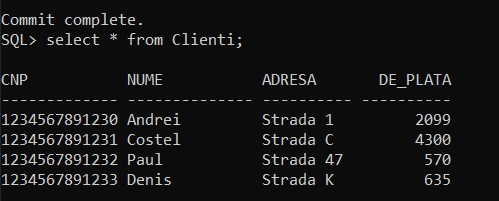 Commit complete.
SQL> select * from Clienti;
CNP NUME ADRESA DE_PLATA
------------- --------------- ---------- ----------
1234567891230 Andrei Strada 1 2099
1234567891231 Costel Strada C 4300
1234567891232 Paul Strada 47 570
1234567891233 Denis Strada K 635